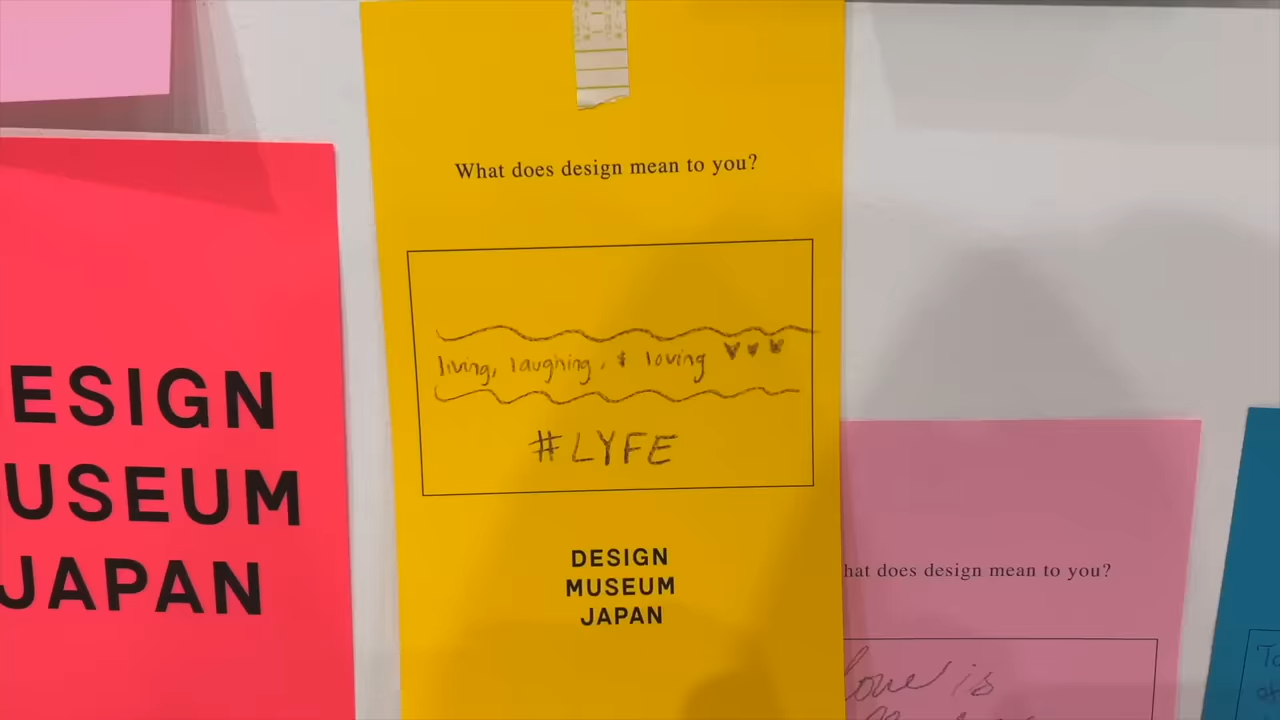 What does design mean to you?
living, laughing, & loving ♥♥♥
#LYFE
DESIGN
MUSEUM
JAPAN
ESIGN
USEUM
JAPAN
hat does design mean to you?
love is